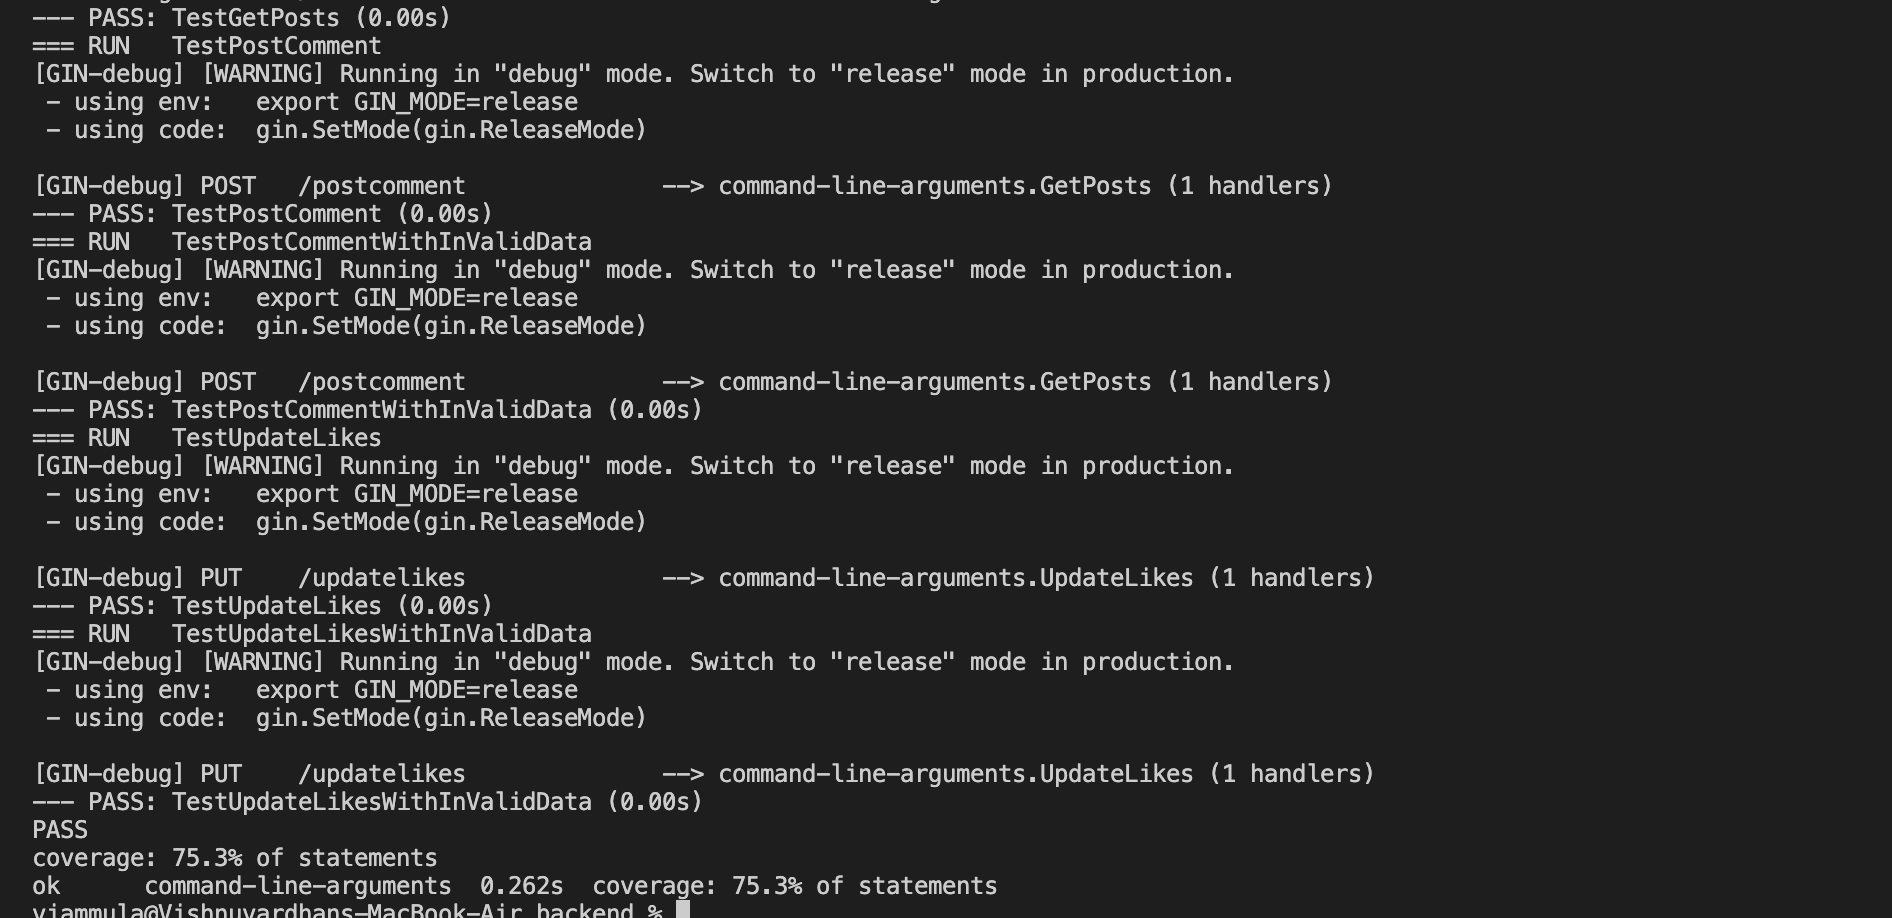 --- PASS: TestGetPosts (0.00s)
=== RUN   TestPostComment
[GIN-debug] [WARNING] Running in "debug" mode. Switch to "release" mode in production.
 - using env:   export GIN_MODE=release
 - using code:  gin.SetMode(gin.ReleaseMode)
[GIN-debug] POST   /postcomment              --> command-line-arguments.GetPosts (1 handlers)
--- PASS: TestPostComment (0.00s)
=== RUN   TestPostCommentWithInValidData
[GIN-debug] [WARNING] Running in "debug" mode. Switch to "release" mode in production.
 - using env:   export GIN_MODE=release
 - using code:  gin.SetMode(gin.ReleaseMode)
[GIN-debug] POST   /postcomment              --> command-line-arguments.GetPosts (1 handlers)
--- PASS: TestPostCommentWithInValidData (0.00s)
=== RUN   TestUpdateLikes
[GIN-debug] [WARNING] Running in "debug" mode. Switch to "release" mode in production.
 - using env:   export GIN_MODE=release
 - using code:  gin.SetMode(gin.ReleaseMode)
[GIN-debug] PUT    /updatelikes              --> command-line-arguments.UpdateLikes (1 handlers)
--- PASS: TestUpdateLikes (0.00s)
=== RUN   TestUpdateLikesWithInValidData
[GIN-debug] [WARNING] Running in "debug" mode. Switch to "release" mode in production.
 - using env:   export GIN_MODE=release
 - using code:  gin.SetMode(gin.ReleaseMode)
[GIN-debug] PUT    /updatelikes              --> command-line-arguments.UpdateLikes (1 handlers)
--- PASS: TestUpdateLikesWithInValidData (0.00s)
PASS
coverage: 75.3% of statements
ok      command-line-arguments  0.262s  coverage: 75.3% of statements
viammula@Vishnuvardhans-MacBook-Air backend %